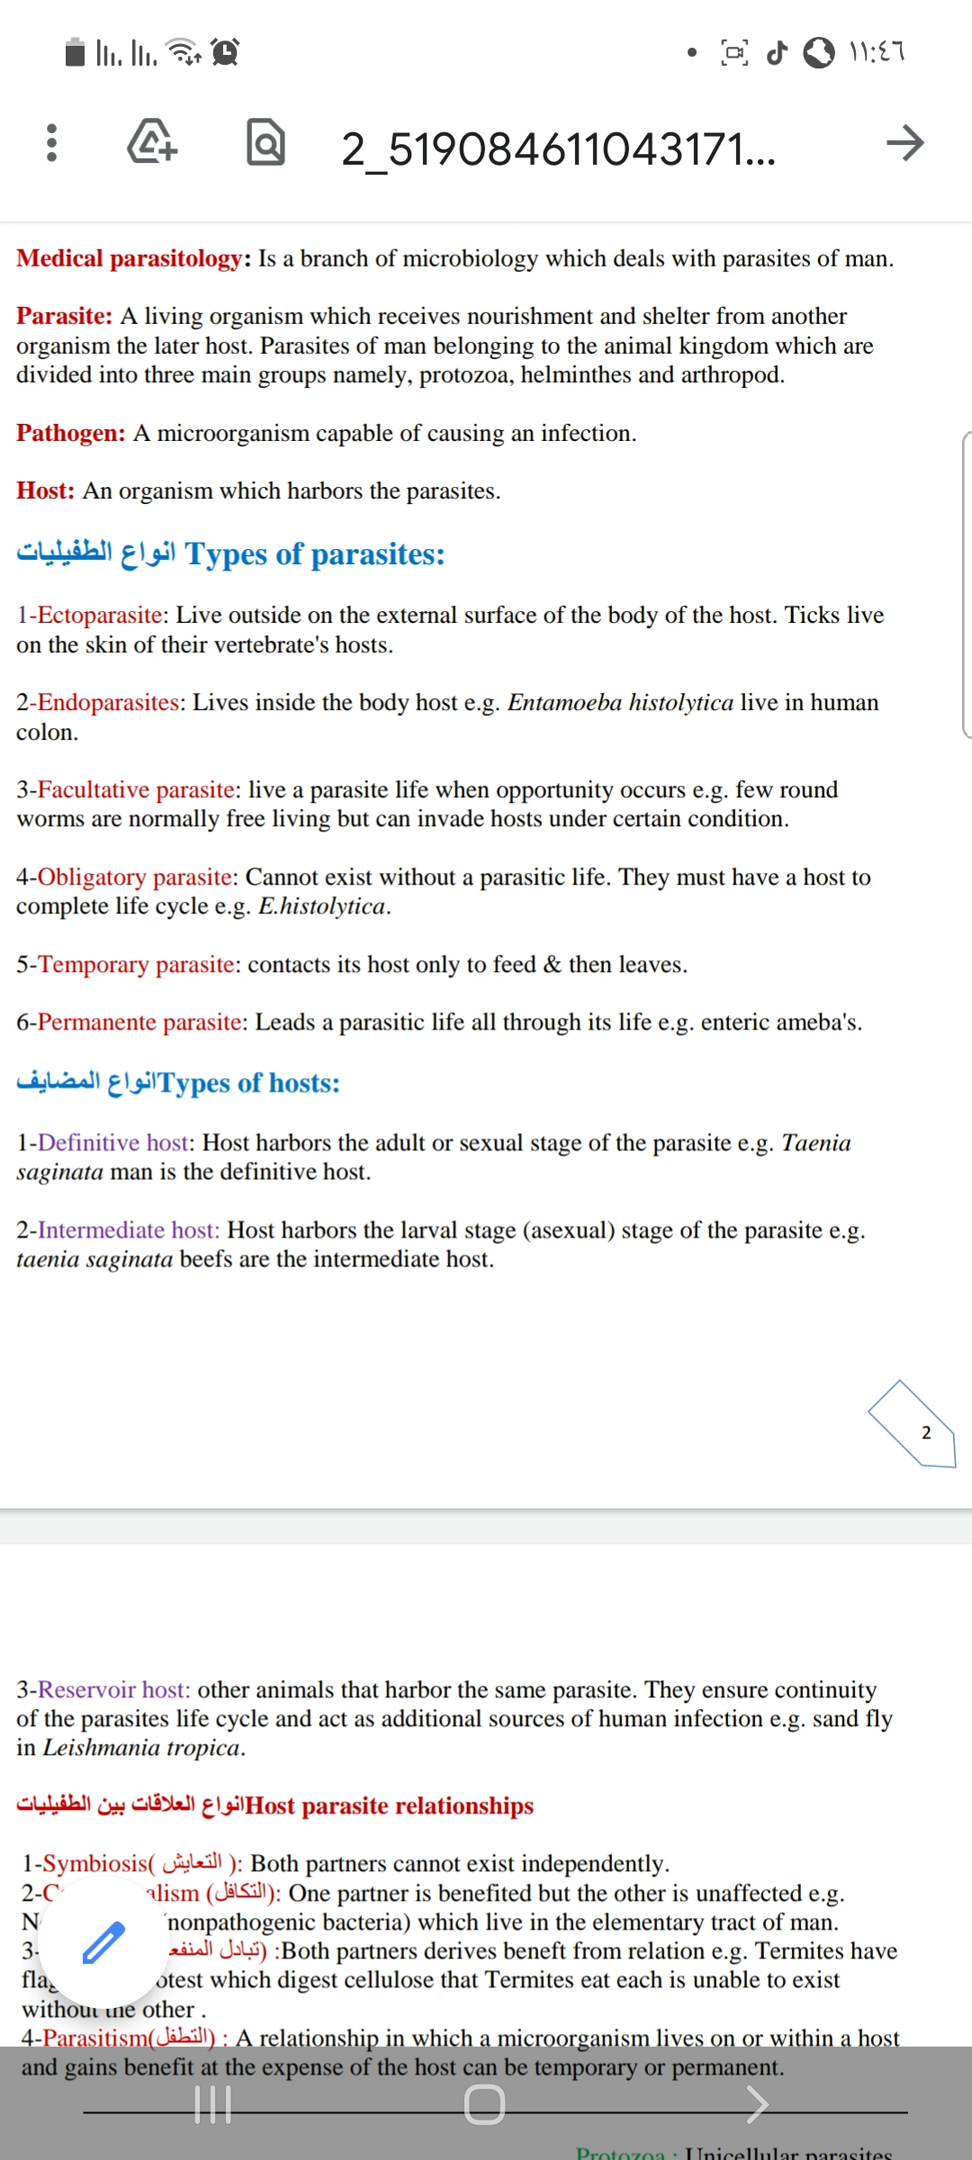 ١١:٤٦
2_519084611043171...
Medical parasitology: Is a branch of microbiology which deals with parasites of man.
Parasite: A living organism which receives nourishment and shelter from another
organism the later host. Parasites of man belonging to the animal kingdom which are
divided into three main groups namely, protozoa, helminthes and arthropod.
Pathogen: A microorganism capable of causing an infection.
Host: An organism which harbors the parasites.
انواع الطفيليات Types of parasites:
1-Ectoparasite: Live outside on the external surface of the body of the host. Ticks live
on the skin of their vertebrate's hosts.
2-Endoparasites: Lives inside the body host e.g. Entamoeba histolytica live in human
colon.
3-Facultative parasite: live a parasite life when opportunity occurs e.g. few round
worms are normally free living but can invade hosts under certain condition.
4-Obligatory parasite: Cannot exist without a parasitic life. They must have a host to
complete life cycle e.g. E.histolytica.
5-Temporary parasite: contacts its host only to feed & then leaves.
6-Permanente parasite: Leads a parasitic life all through its life e.g. enteric ameba's.
انواع المضايفTypes of hosts:
1-Definitive host: Host harbors the adult or sexual stage of the parasite e.g. Taenia
saginata man is the definitive host.
2-Intermediate host: Host harbors the larval stage (asexual) stage of the parasite e.g.
taenia saginata beefs are the intermediate host.
2
3-Reservoir host: other animals that harbor the same parasite. They ensure continuity
of the parasites life cycle and act as additional sources of human infection e.g. sand fly
in Leishmania tropica.
انواع العلاقات بين الطفيلياتHost parasite relationships
1-Symbiosis( التعايش ): Both partners cannot exist independently.
2-C alism (التكافل): One partner is benefited but the other is unaffected e.g.
N (nonpathogenic bacteria) which live in the elementary tract of man.
3- (تبادل :Both partners derives beneft from relation e.g. Termites have
otest which digest cellulose that Termites eat each is unable to exist
without the other .
4-Parasitism(التطفل) : A relationship in which a microorganism lives on or within a host
and gains benefit at the expense of the host can be temporary or permanent.
Protozoa : Unicellular parasites